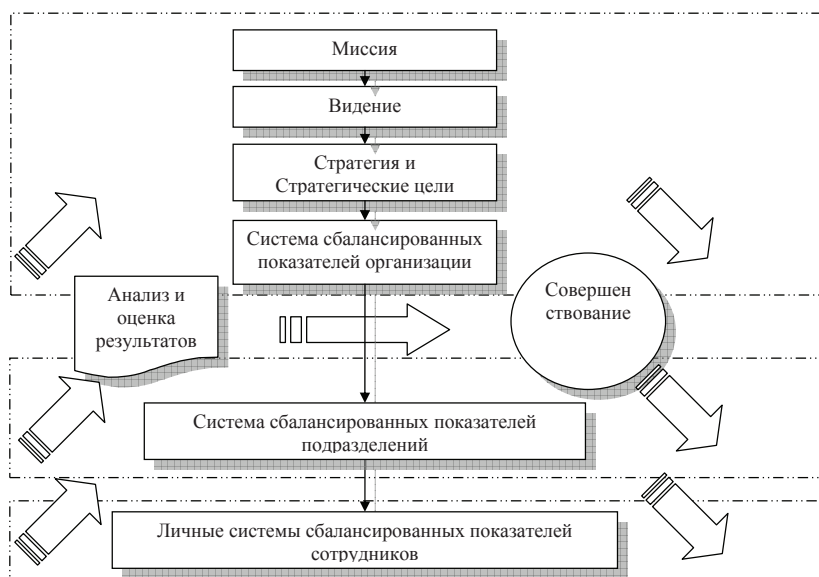 Миссия
Видение
Стратегия и
Стратегические цели
Система сбалансированных
показателей организации
Анализ и
оценка
результатов
Совершен
ствование
Система сбалансированных показателей
подразделений
Личные системы сбалансированных показателей
сотрудников